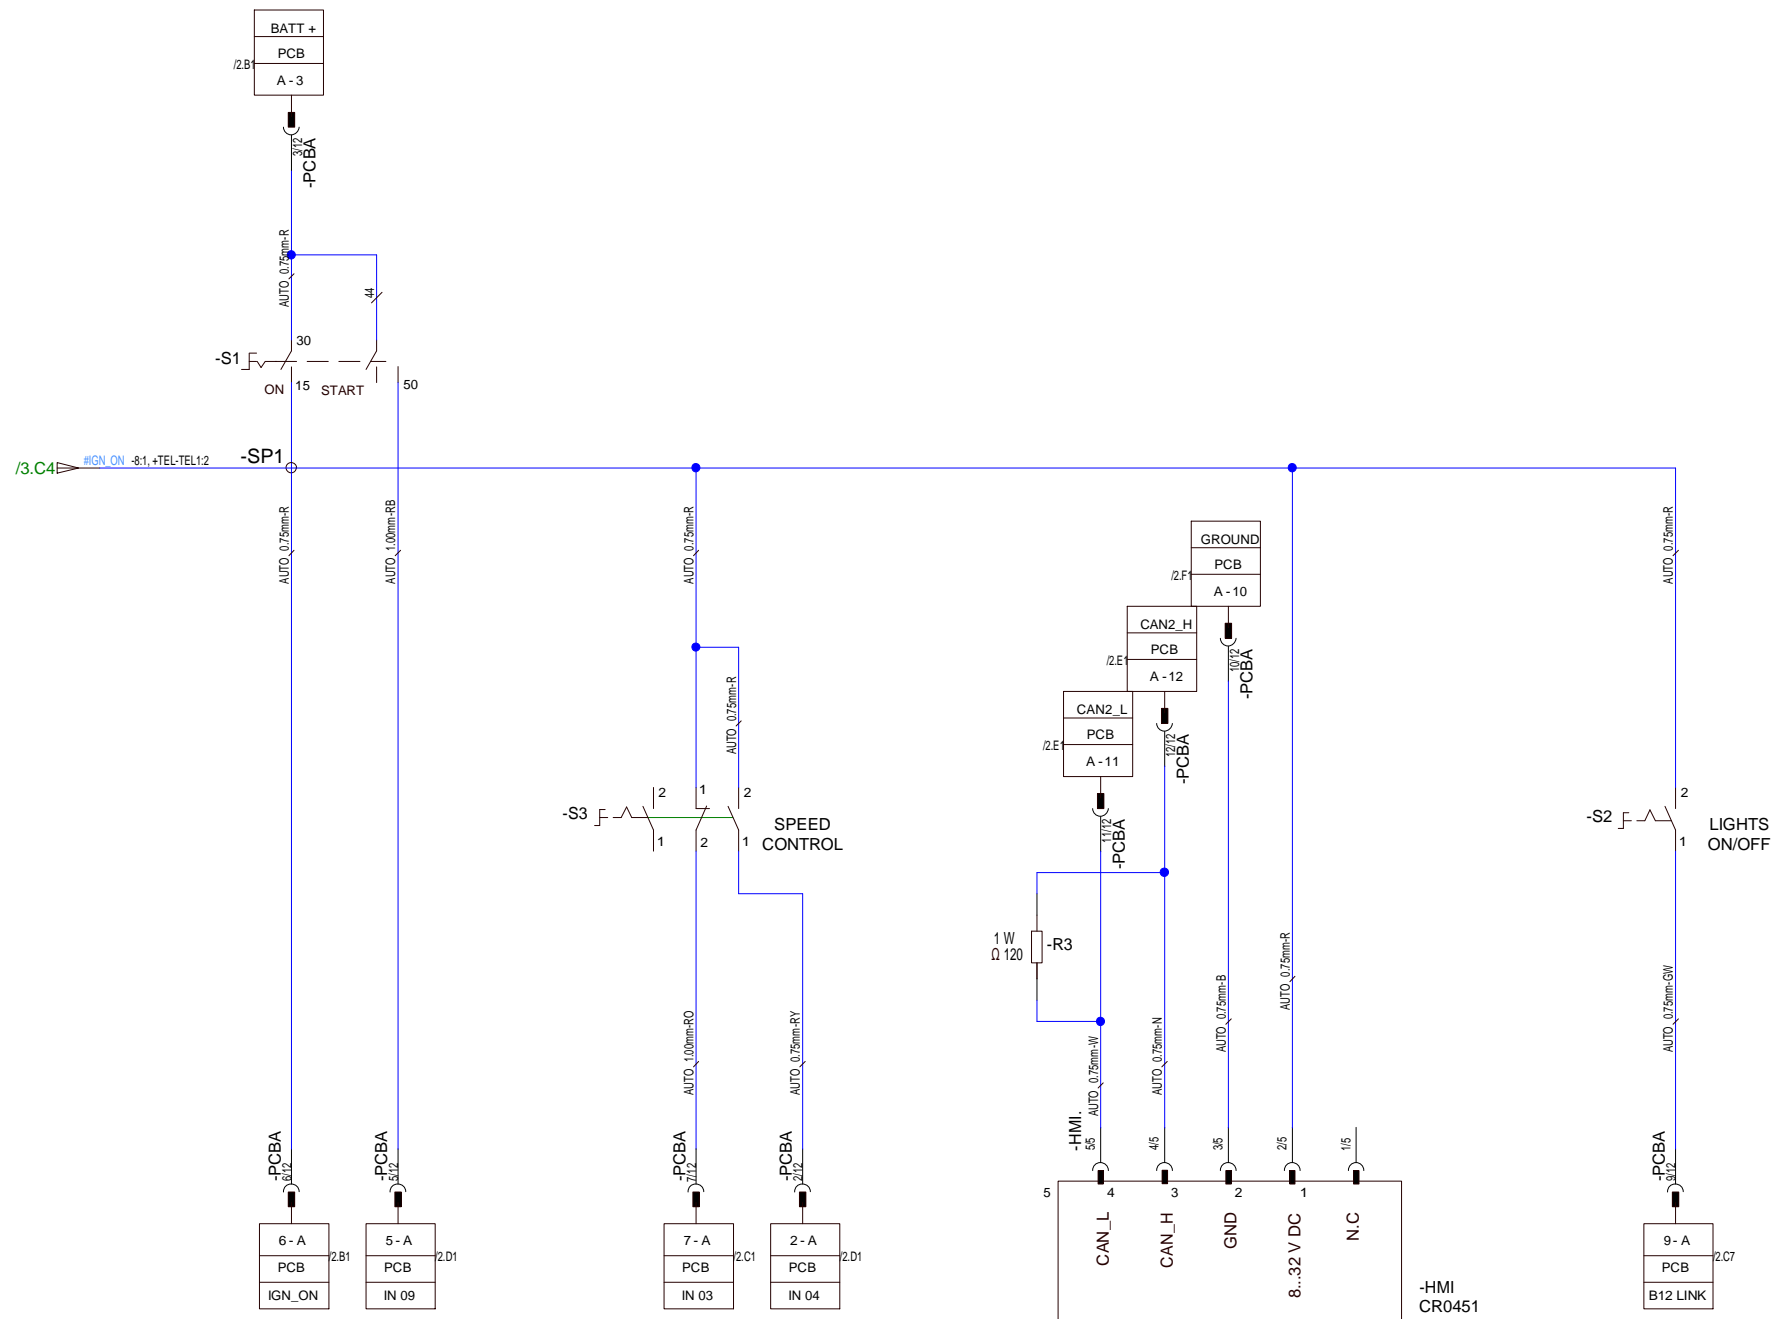 BATT +
PCB
/2.B1
A - 3
3/12
-PCBA
AUTO_0.75mm-R
44
30
-S1
ON
15
START
50
/3.C4
#IGN_ON
-8:1, +TEL-TEL1:2
-SP1
AUTO_0.75mm-R
AUTO_1.00mm-RB
AUTO_0.75mm-R
AUTO_0.75mm-R
GROUND
PCB
/2.F1
A - 10
10/12
-PCBA
CAN2_H
PCB
/2.E1
A - 12
12/12
-PCBA
CAN2_L
PCB
/2.E1
A - 11
11/12
-PCBA
AUTO_0.75mm-R
-S3
2
1
1
2
2
1
SPEED
CONTROL
-S2
2
1
LIGHTS
ON/OFF
1 W
Ω 120
-R3
AUTO_1.00mm-RO
AUTO_0.75mm-RY
AUTO_0.75mm-W
AUTO_0.75mm-N
AUTO_0.75mm-B
AUTO_0.75mm-R
AUTO_0.75mm-GW
-PCBA
6/12
-PCBA
5/12
-PCBA
7/12
-PCBA
2/12
-HMI.
5/5
4/5
3/5
2/5
1/5
-PCBA
9/12
5
4
3
2
1
CAN_L
CAN_H
GND
8...32 V DC
N.C
-HMI
CR0451
6 - A
PCB
/2.B1
IGN_ON
5 - A
PCB
/2.D1
IN 09
7 - A
PCB
/2.C1
IN 03
2 - A
PCB
/2.D1
IN 04
9 - A
PCB
/2.C7
B12 LINK